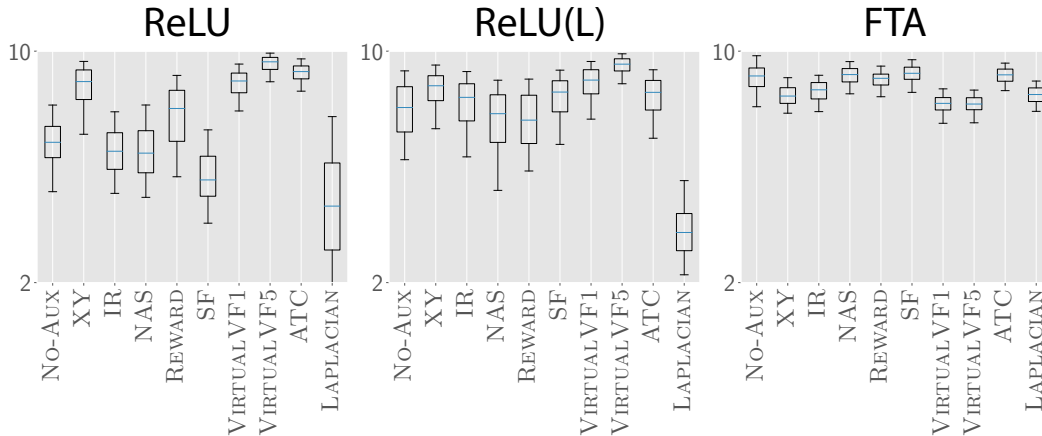 ReLU
ReLU(L)
FTA
10
2
No-Aux
XY
IR
NAS
Reward
SF
VirtualVF1
VirtualVF5
ATC
Laplacian
10
2
No-Aux
XY
IR
NAS
Reward
SF
VirtualVF1
VirtualVF5
ATC
Laplacian
10
2
No-Aux
XY
IR
NAS
Reward
SF
VirtualVF1
VirtualVF5
ATC
Laplacian